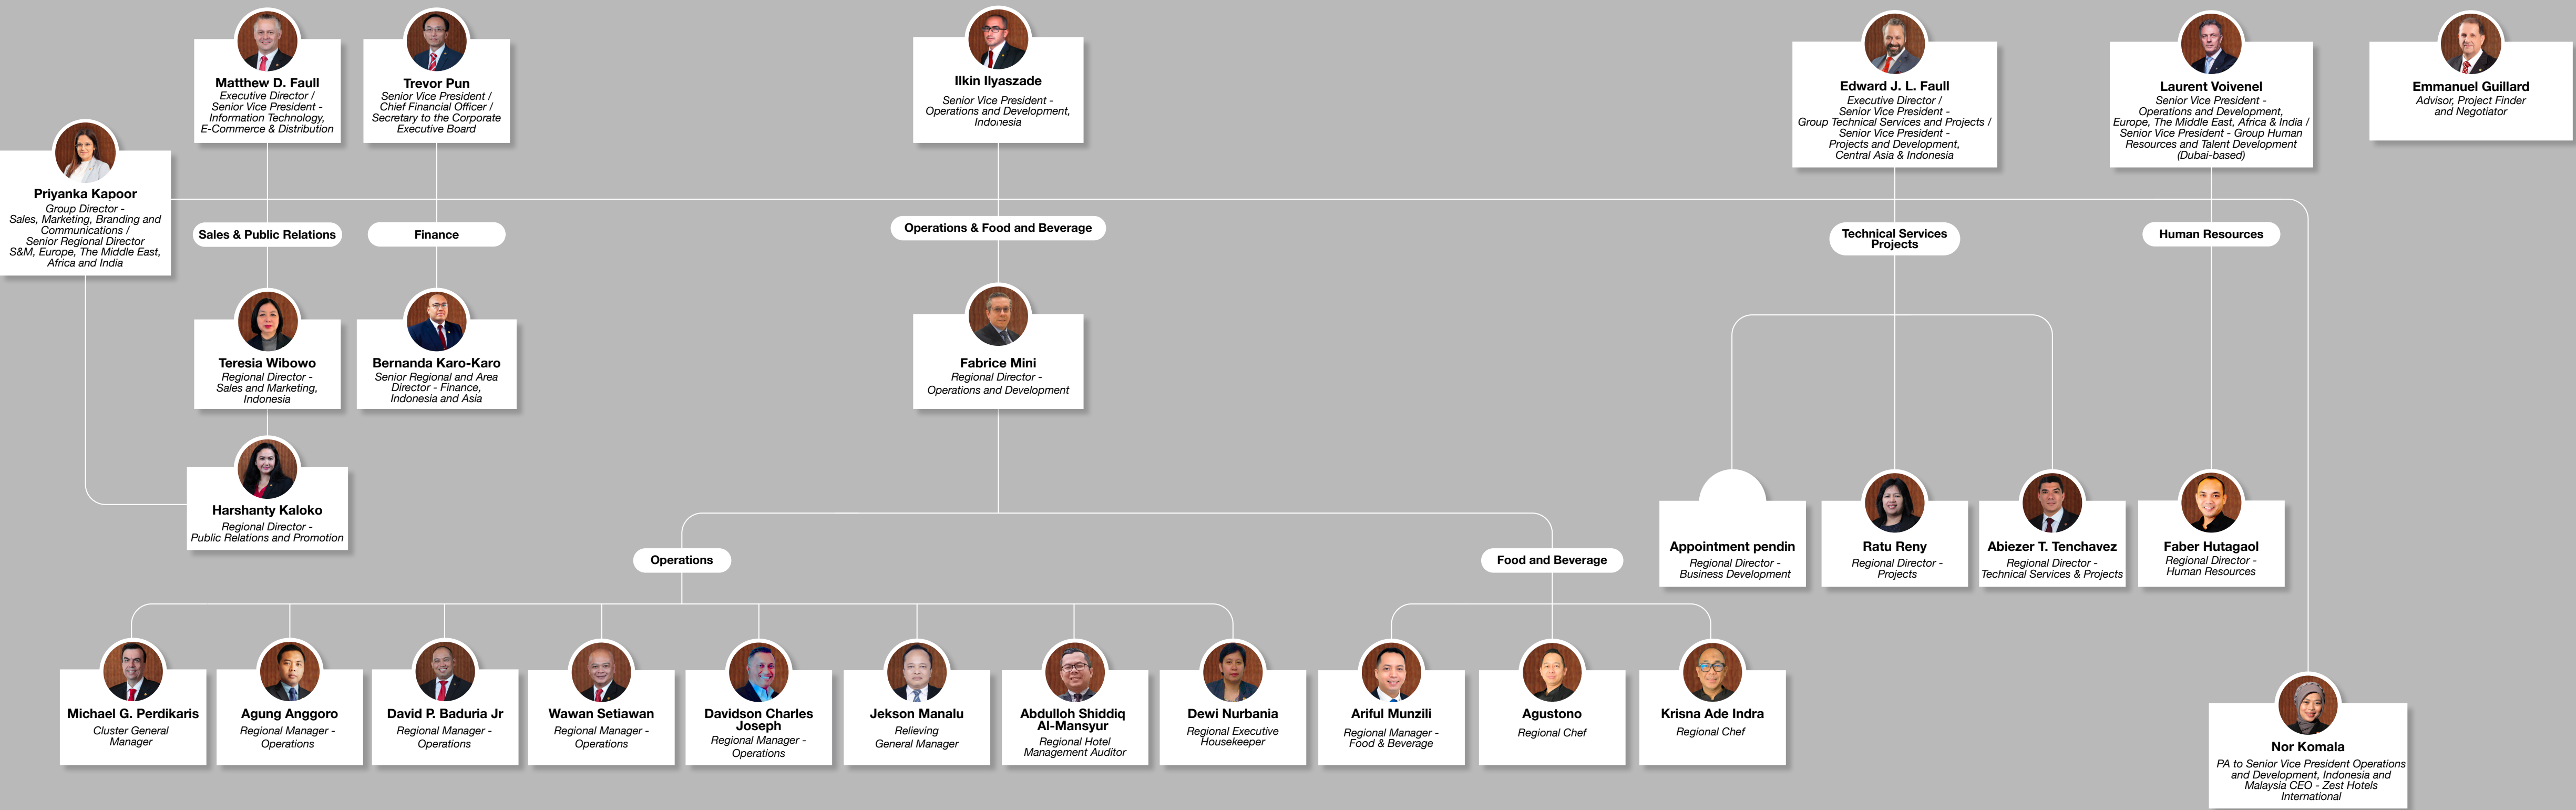 Matthew D. Faull
Executive Director /
Senior Vice President -
Information Technology,
E-Commerce & Distribution
Trevor Pun
Senior Vice President /
Chief Financial Officer /
Secretary to the Corporate
Executive Board
Ilkin Ilyaszade
Senior Vice President -
Operations and Development,
Indonesia
Edward J. L. Faull
Executive Director /
Senior Vice President -
Group Technical Services and Projects /
Senior Vice President -
Projects and Development,
Central Asia & Indonesia
Laurent Voivenel
Senior Vice President -
Operations and Development,
Europe, The Middle East, Africa & India /
Senior Vice President - Group Human
Resources and Talent Development
(Dubai-based)
Emmanuel Guillard
Advisor, Project Finder
and Negotiator
Priyanka Kapoor
Group Director -
Sales, Marketing, Branding and
Communications /
Senior Regional Director
S&M, Europe, The Middle East,
Africa and India
Sales & Public Relations
Finance
Operations & Food and Beverage
Technical Services
Projects
Human Resources
Teresia Wibowo
Regional Director -
Sales and Marketing,
Indonesia
Bernanda Karo-Karo
Senior Regional and Area
Director - Finance,
Indonesia and Asia
Fabrice Mini
Regional Director -
Operations and Development
Harshanty Kaloko
Regional Director -
Public Relations and Promotion
Appointment pendin
Regional Director -
Business Development
Ratu Reny
Regional Director -
Projects
Abiezer T. Tenchavez
Regional Director -
Technical Services & Projects
Faber Hutagaol
Regional Director -
Human Resources
Operations
Food and Beverage
Michael G. Perdikaris
Cluster General
Manager
Agung Anggoro
Regional Manager -
Operations
David P. Baduria Jr
Regional Manager -
Operations
Wawan Setiawan
Regional Manager -
Operations
Davidson Charles
Joseph
Regional Manager -
Operations
Jekson Manalu
Relieving
General Manager
Abdulloh Shiddiq
Al-Mansyur
Regional Hotel
Management Auditor
Dewi Nurbania
Regional Executive
Housekeeper
Ariful Munzili
Regional Manager -
Food & Beverage
Agustono
Regional Chef
Krisna Ade Indra
Regional Chef
Nor Komala
PA to Senior Vice President Operations
and Development, Indonesia and
Malaysia CEO - Zest Hotels
International